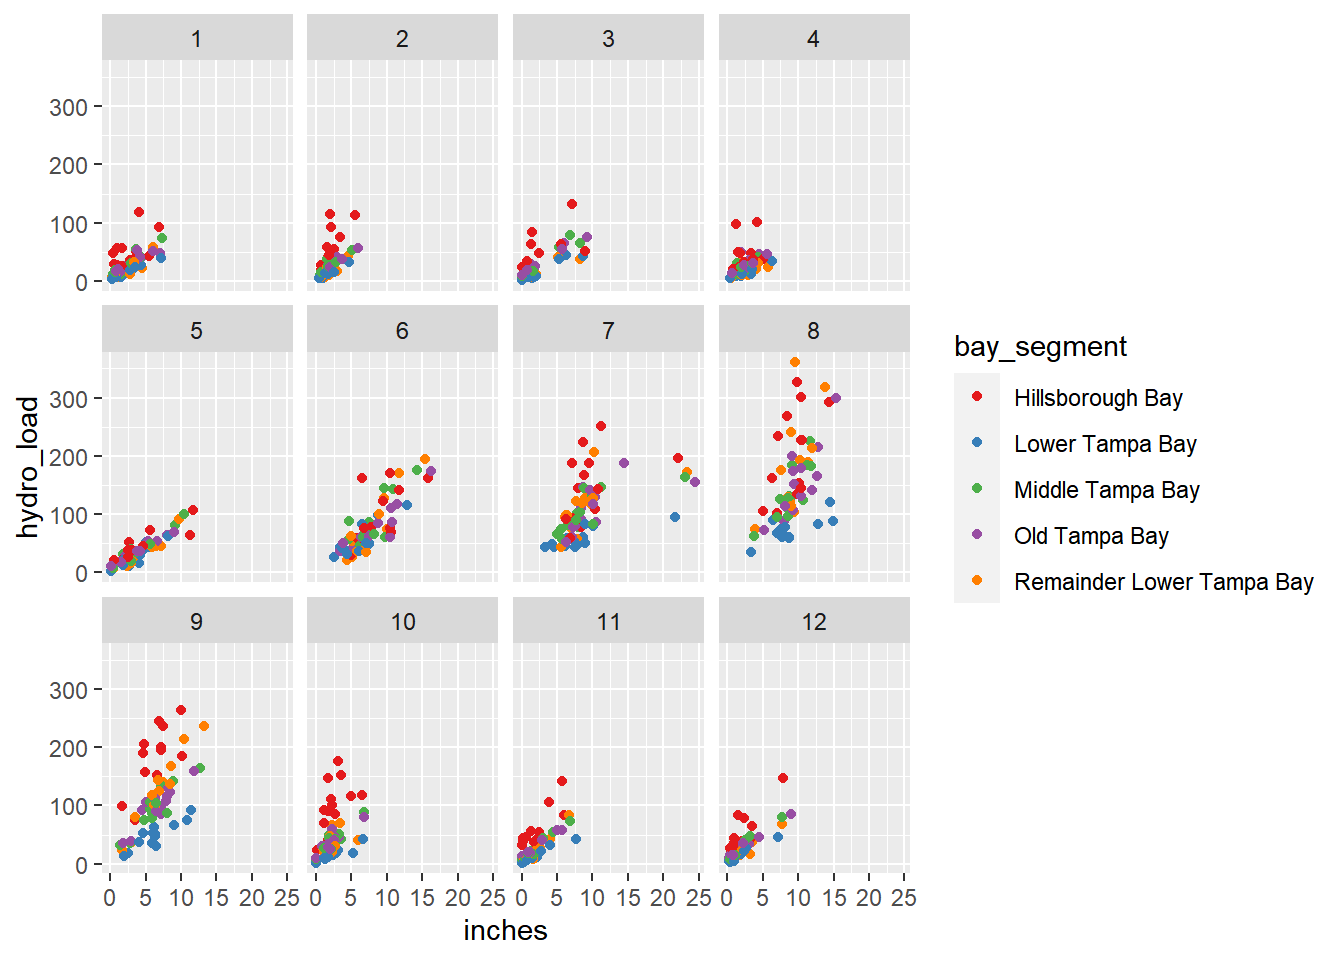 1 2 3 4
300
200
100
0
5 6 7 8
300
200
100
0
9 10 11 12
300
200
100
0
0 5 10 15 20 25 0 5 10 15 20 25 0 5 10 15 20 25 0 5 10 15 20 25
inches
hydro_load
bay_segment
Hillsborough Bay
Lower Tampa Bay
Middle Tampa Bay
Old Tampa Bay
Remainder Lower Tampa Bay